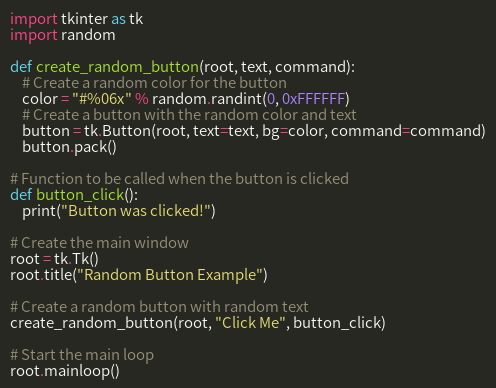 import tkinter as tk
import random

def create_random_button(root, text, command):
    # Create a random color for the button
    color = "#%06x" % random.randint(0, 0xFFFFFF)
    # Create a button with the random color and text
    button = tk.Button(root, text=text, bg=color, command=command)
    button.pack()

# Function to be called when the button is clicked
def button_click():
    print("Button was clicked!")

# Create the main window
root = tk.Tk()
root.title("Random Button Example")

# Create a random button with random text
create_random_button(root, "Click Me", button_click)

# Start the main loop
root.mainloop()